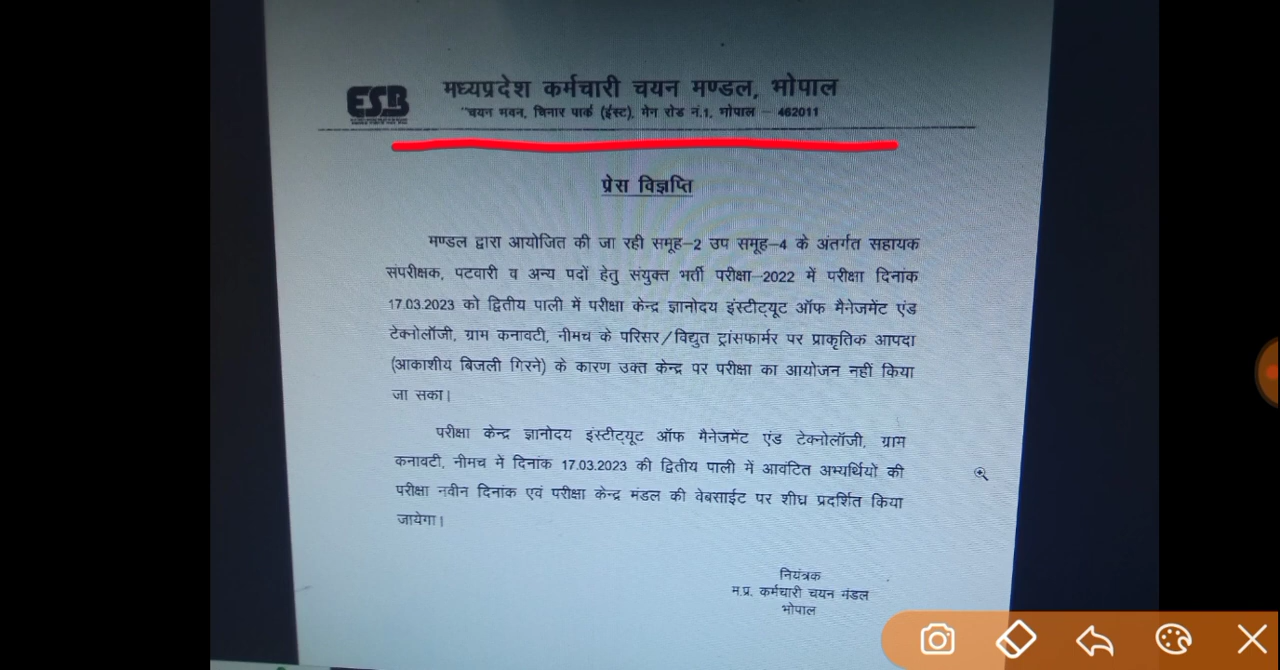 ESB
मध्यप्रदेश कर्मचारी चयन मण्डल, भोपाल
"चयन भवन, चिनार पार्क (ईस्ट), मेन रोड नं.1, भोपाल – 462011
प्रेस विज्ञप्ति
मण्डल द्वारा आयोजित की जा रही समूह–2 उप समूह–4 के अंतर्गत सहायक
संपरीक्षक, पटवारी व अन्य पदों हेतु संयुक्त भर्ती परीक्षा–2022 में परीक्षा दिनांक
17.03.2023 को द्वितीय पाली में परीक्षा केन्द्र ज्ञानोदय इंस्टीट्यूट ऑफ मैनेजमेंट एंड
टेक्नोलॉजी, ग्राम कनावटी, नीमच के परिसर/विद्युत ट्रांसफार्मर पर प्राकृतिक आपदा
(आकाशीय बिजली गिरने) के कारण उक्त केन्द्र पर परीक्षा का आयोजन नहीं किया
जा सका।
परीक्षा केन्द्र ज्ञानोदय इंस्टीट्यूट ऑफ मैनेजमेंट एंड टेक्नोलॉजी, ग्राम
कनावटी, नीमच में दिनांक 17.03.2023 की द्वितीय पाली में आवंटित अभ्यर्थियों की
परीक्षा नवीन दिनांक एवं परीक्षा केन्द्र मंडल की वेबसाईट पर शीघ्र प्रदर्शित किया
जायेगा।
नियंत्रक
म.प्र. कर्मचारी चयन मंडल
भोपाल